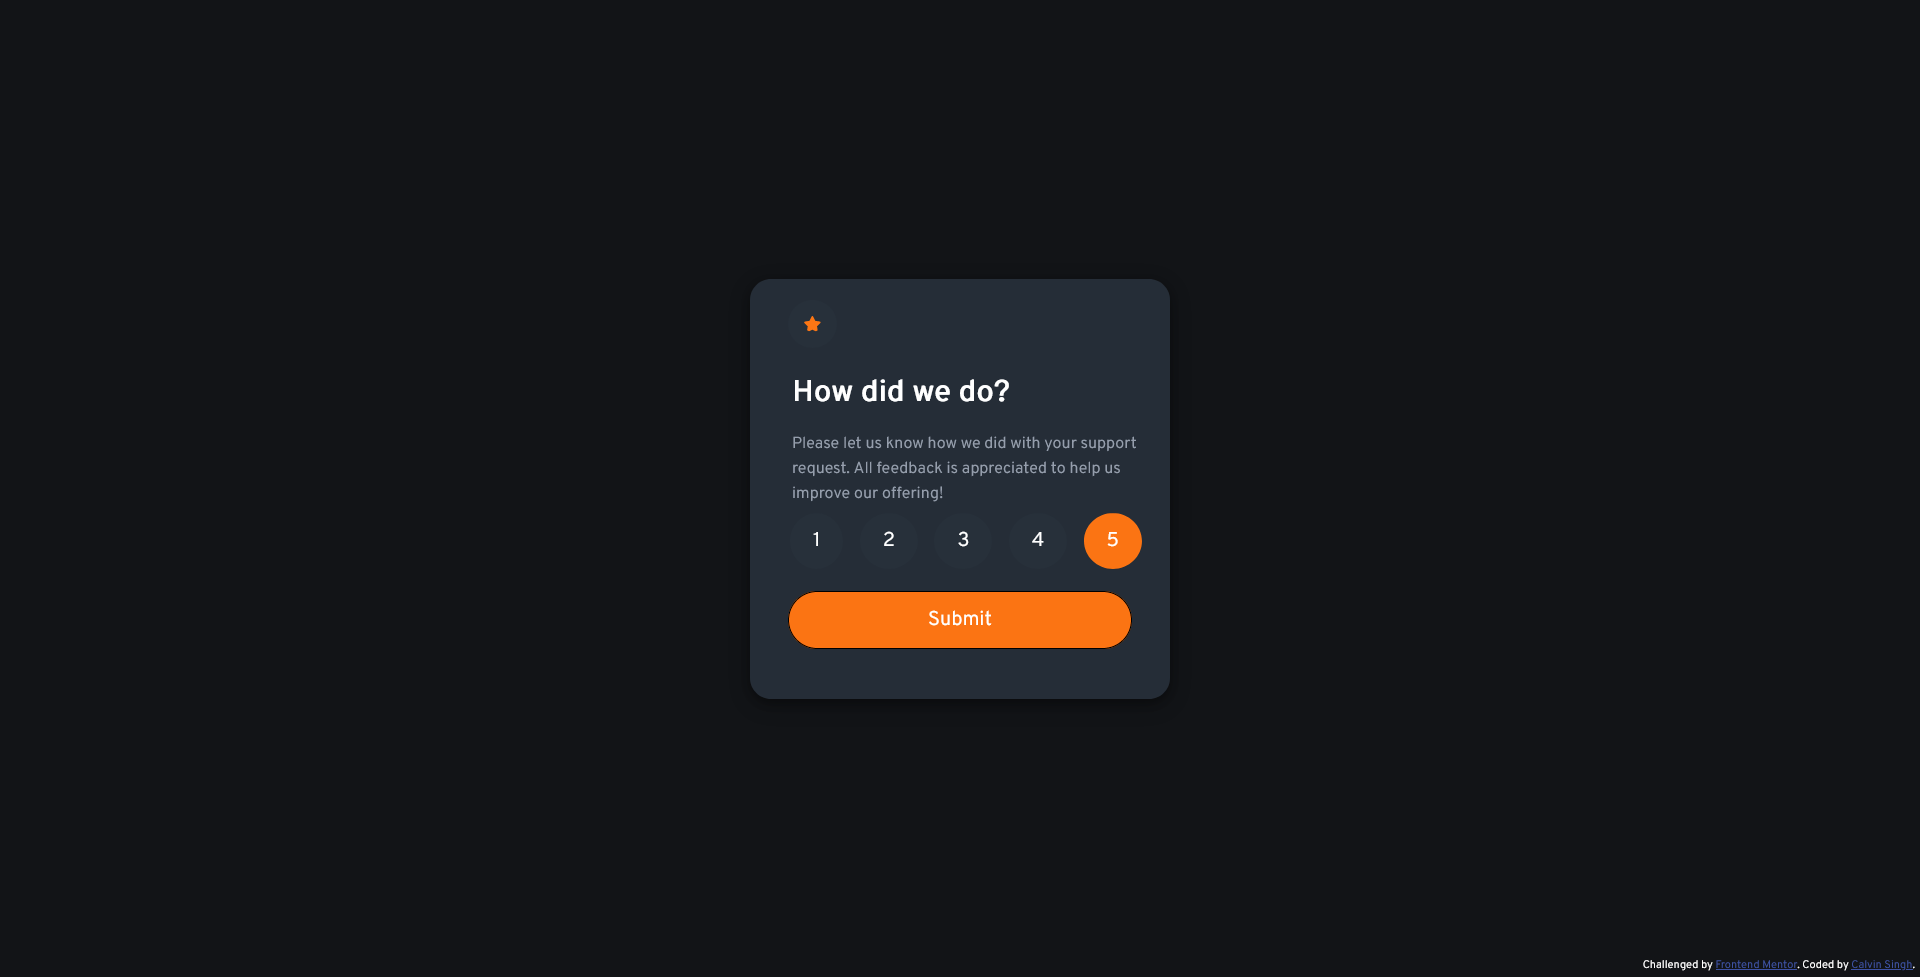 How did we do?
Please let us know how we did with your support
request. All feedback is appreciated to help us
improve our offering!
1 2 3 4 5
Submit
Challenged by Frontend Mentor. Coded by Calvin Singh.